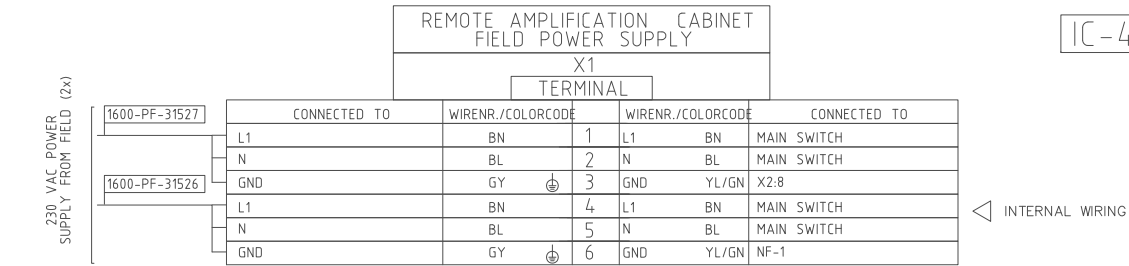 REMOTE AMPLIFICATION CABINET
FIELD POWER SUPPLY
IC-4
X1
TERMINAL
230 VAC POWER
SUPPLY FROM FIELD (2x)
1600-PF-31527
1600-PF-31526
CONNECTED TO WIRENR./COLORCODE WIRENR./COLORCODE CONNECTED TO
L1 BN 1 L1 BN MAIN SWITCH
N BL 2 N BL MAIN SWITCH
GND GY 3 GND YL/GN X2:8
L1 BN 4 L1 BN MAIN SWITCH
N BL 5 N BL MAIN SWITCH
GND GY 6 GND YL/GN NF-1
INTERNAL WIRING